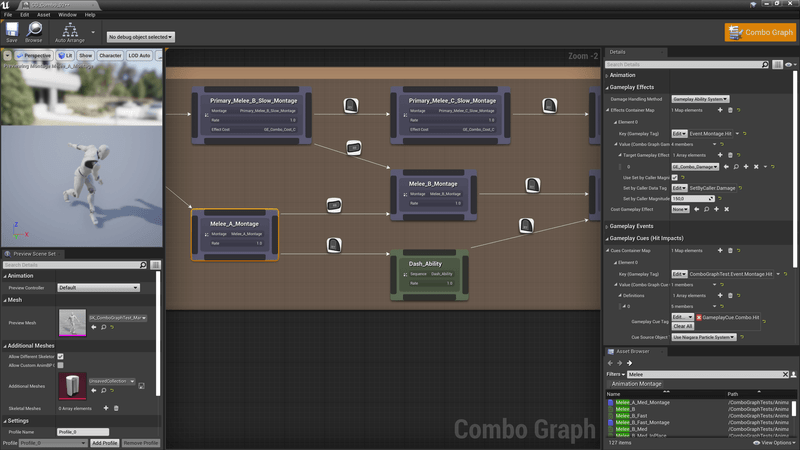 File Edit Asset Window Help
Save
Browse
Auto Arrange
No debug object selected
Combo Graph
Perspective Lit Show Character LOD Auto
Previewing Montage Melee_A_Montage
Zoom -2
Primary_Melee_B_Slow_Montage
Montage Primary_Melee_B_Slow_Montage
Rate 1.0
Effect Cost GE_Combo_Cost_C
Primary_Melee_C_Slow_Montage
Montage Primary_Melee_C_Slow_Montage
Rate 1.0
Effect Cost GE_Combo_Cost_C
Melee_B_Montage
Montage Melee_B_Montage
Rate 1.0
Melee_A_Montage
Montage Melee_A_Montage
Rate 1.0
Dash_Ability
Sequence Dash_Ability
Rate 1.0
Combo Graph
Preview Scene Set
Search Details
Animation
Preview Controller Default
Mesh
Preview Mesh
Additional Meshes
Allow Different Skeletor
Allow Custom AnimBP
Additional Meshes UnsavedCollection
Skeletal Meshes 0 Array elements
Settings
Profile Name Profile_0
Profile Profile_0 Add Profile Remove Profile
Details
Search Details
Animation
Gameplay Effects
Damage Handling Method Gameplay Ability System
Effects Container Map 1 Map elements
Element 0
Key (Gameplay Tag) Edit Event.Montage.Hit
Value (Combo Graph Gam 4 members
Target Gameplay Effect 1 Array elements
0 GE_Combo_Damage
Use Set by Caller Magni
Set by Caller Data Tag Edit SetByCaller.Damage
Set by Caller Magnitude
Cost Gameplay Effect None
Gameplay Events
Gameplay Cues (Hit Impacts)
Cues Container Map 1 Map elements
Element 0
Key (Gameplay Tag) Edit ComboGraphTest.Event.Montage.Hit
Value (Combo Graph Cue 1 members
Definitions 1 Array elements
0 5 members
Gameplay Cue Tag Edit... GameplayCue.Combo.Hit
Clear All
Cue Source Object Use Niagara Particle System
Asset Browser
Filters Melee
Animation Montage
Name Path
Melee_A_Med_Montage /ComboGraphTests/Anima
Melee_B /ComboGraphTests/Anima
Melee_B_Fast /ComboGraphTests/Anima
Melee_B_Fast_Montage /ComboGraphTests/Anima
Melee_B_Med /ComboGraphTests/Anima
Melee_B_Med_InPlace /ComboGraphTests/Anima
127 items View Options